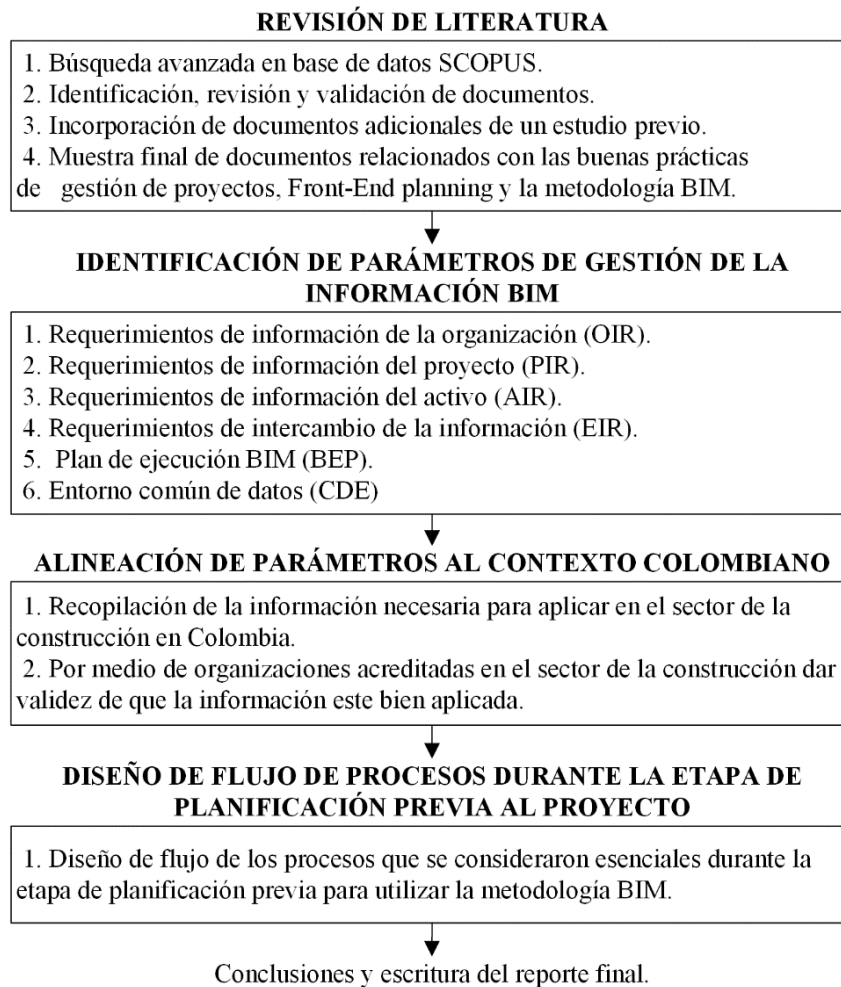 REVISIÓN DE LITERATURA
1. Búsqueda avanzada en base de datos SCOPUS.
2. Identificación, revisión y validación de documentos.
3. Incorporación de documentos adicionales de un estudio previo.
4. Muestra final de documentos relacionados con las buenas prácticas
de gestión de proyectos, Front-End planning y la metodología BIM.
IDENTIFICACIÓN DE PARÁMETROS DE GESTIÓN DE LA
INFORMACIÓN BIM
1. Requerimientos de información de la organización (OIR).
2. Requerimientos de información del proyecto (PIR).
3. Requerimientos de información del activo (AIR).
4. Requerimientos de intercambio de la información (EIR).
5. Plan de ejecución BIM (BEP).
6. Entorno común de datos (CDE)
ALINEACIÓN DE PARÁMETROS AL CONTEXTO COLOMBIANO
1. Recopilación de la información necesaria para aplicar en el sector de la
construcción en Colombia.
2. Por medio de organizaciones acreditadas en el sector de la construcción dar
validez de que la información este bien aplicada.
DISEÑO DE FLUJO DE PROCESOS DURANTE LA ETAPA DE
PLANIFICACIÓN PREVIA AL PROYECTO
1. Diseño de flujo de los procesos que se consideraron esenciales durante la
etapa de planificación previa para utilizar la metodología BIM.
Conclusiones y escritura del reporte final.